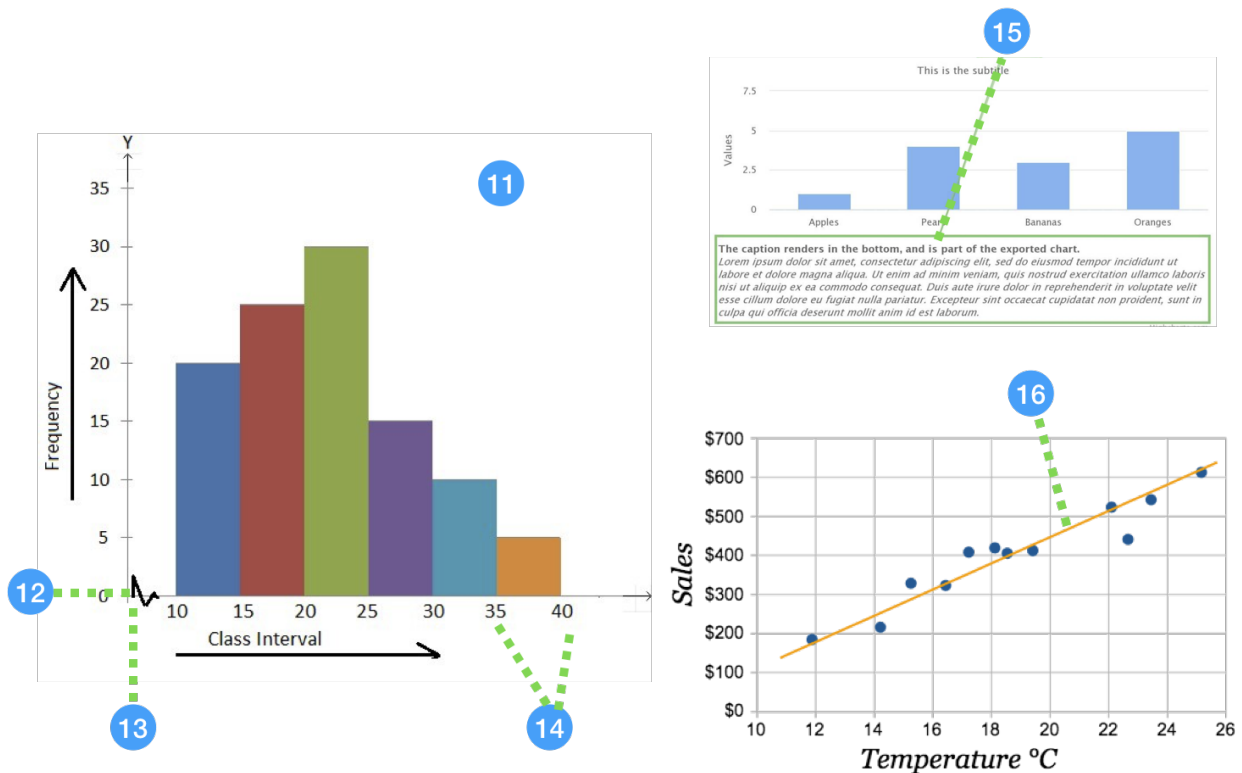 15
This is the subtitle
7.5
5
2.5
0
Values
Apples
Pears
Bananas
Oranges
The caption renders in the bottom, and is part of the exported chart.
Lorem ipsum dolor sit amet, consectetur adipiscing elit, sed do eiusmod tempor incididunt ut
labore et dolore magna aliqua. Ut enim ad minim veniam, quis nostrud exercitation ullamco laboris
nisi ut aliquip ex ea commodo consequat. Duis aute irure dolor in reprehenderit in voluptate velit
esse cillum dolore eu fugiat nulla pariatur. Excepteur sint occaecat cupidatat non proident, sunt in
culpa qui officia deserunt mollit anim id est laborum.
11
Y
35
30
25
20
15
10
5
0
Frequency
10 15 20 25 30 35 40
Class Interval
12
13
14
16
$700
$600
$500
$400
$300
$200
$100
$0
Sales
10 12 14 16 18 20 22 24 26
Temperature °C